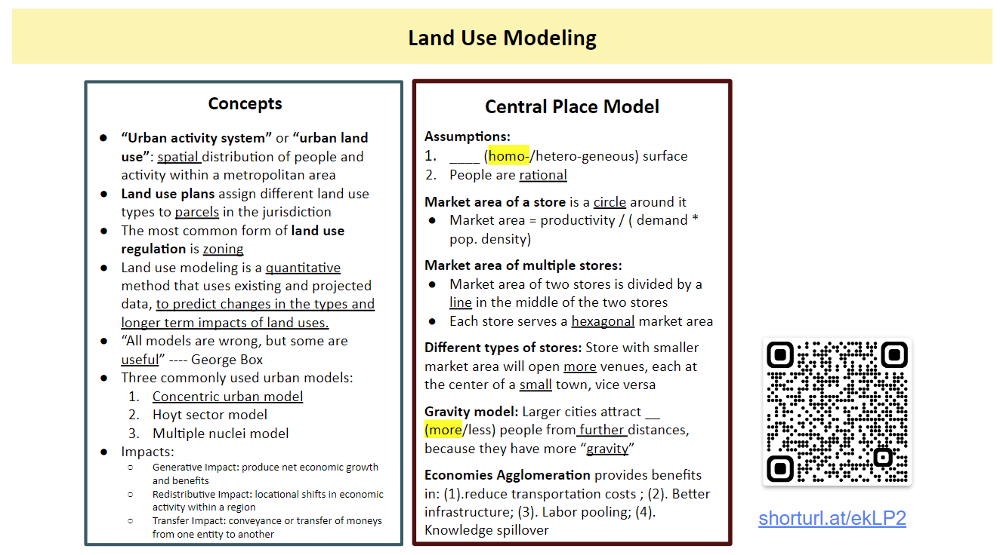 Land Use Modeling
Concepts
● “Urban activity system” or “urban land
use”: spatial distribution of people and
activity within a metropolitan area
● Land use plans assign different land use
types to parcels in the jurisdiction
● The most common form of land use
regulation is zoning
● Land use modeling is a quantitative
method that uses existing and projected
data, to predict changes in the types and
longer term impacts of land uses.
● “All models are wrong, but some are
useful” ---- George Box
● Three commonly used urban models:
1. Concentric urban model
2. Hoyt sector model
3. Multiple nuclei model
● Impacts:
○ Generative Impact: produce net economic growth
and benefits
○ Redistributive Impact: locational shifts in economic
activity within a region
○ Transfer Impact: conveyance or transfer of moneys
from one entity to another
Central Place Model
Assumptions:
1. ____ (homo-/hetero-geneous) surface
2. People are rational
Market area of a store is a circle around it
● Market area = productivity / ( demand *
pop. density)
Market area of multiple stores:
● Market area of two stores is divided by a
line in the middle of the two stores
● Each store serves a hexagonal market area
Different types of stores: Store with smaller
market area will open more venues, each at
the center of a small town, vice versa
Gravity model: Larger cities attract __
(more/less) people from further distances,
because they have more “gravity”
Economies Agglomeration provides benefits
in: (1).reduce transportation costs ; (2). Better
infrastructure; (3). Labor pooling; (4).
Knowledge spillover
shorturl.at/ekLP2